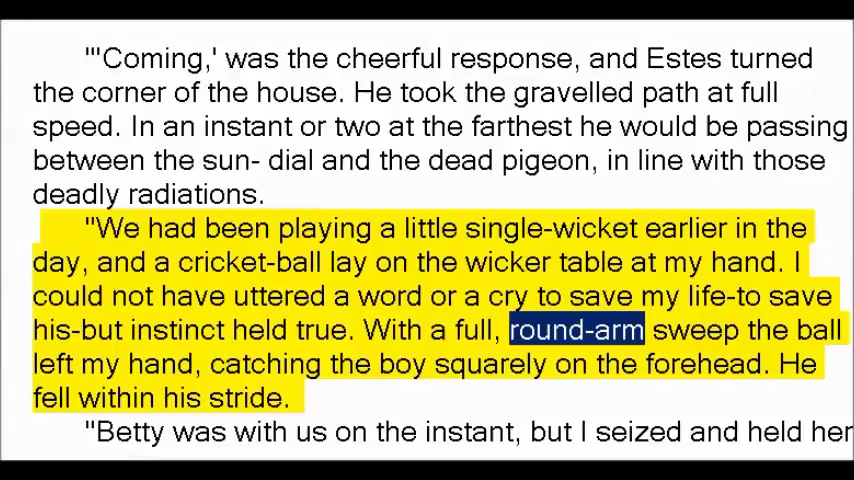 "'Coming,' was the cheerful response, and Estes turned
the corner of the house. He took the gravelled path at full
speed. In an instant or two at the farthest he would be passing
between the sun- dial and the dead pigeon, in line with those
deadly radiations.
"We had been playing a little single-wicket earlier in the
day, and a cricket-ball lay on the wicker table at my hand. I
could not have uttered a word or a cry to save my life-to save
his-but instinct held true. With a full, round-arm sweep the ball
left my hand, catching the boy squarely on the forehead. He
fell within his stride.
"Betty was with us on the instant, but I seized and held her